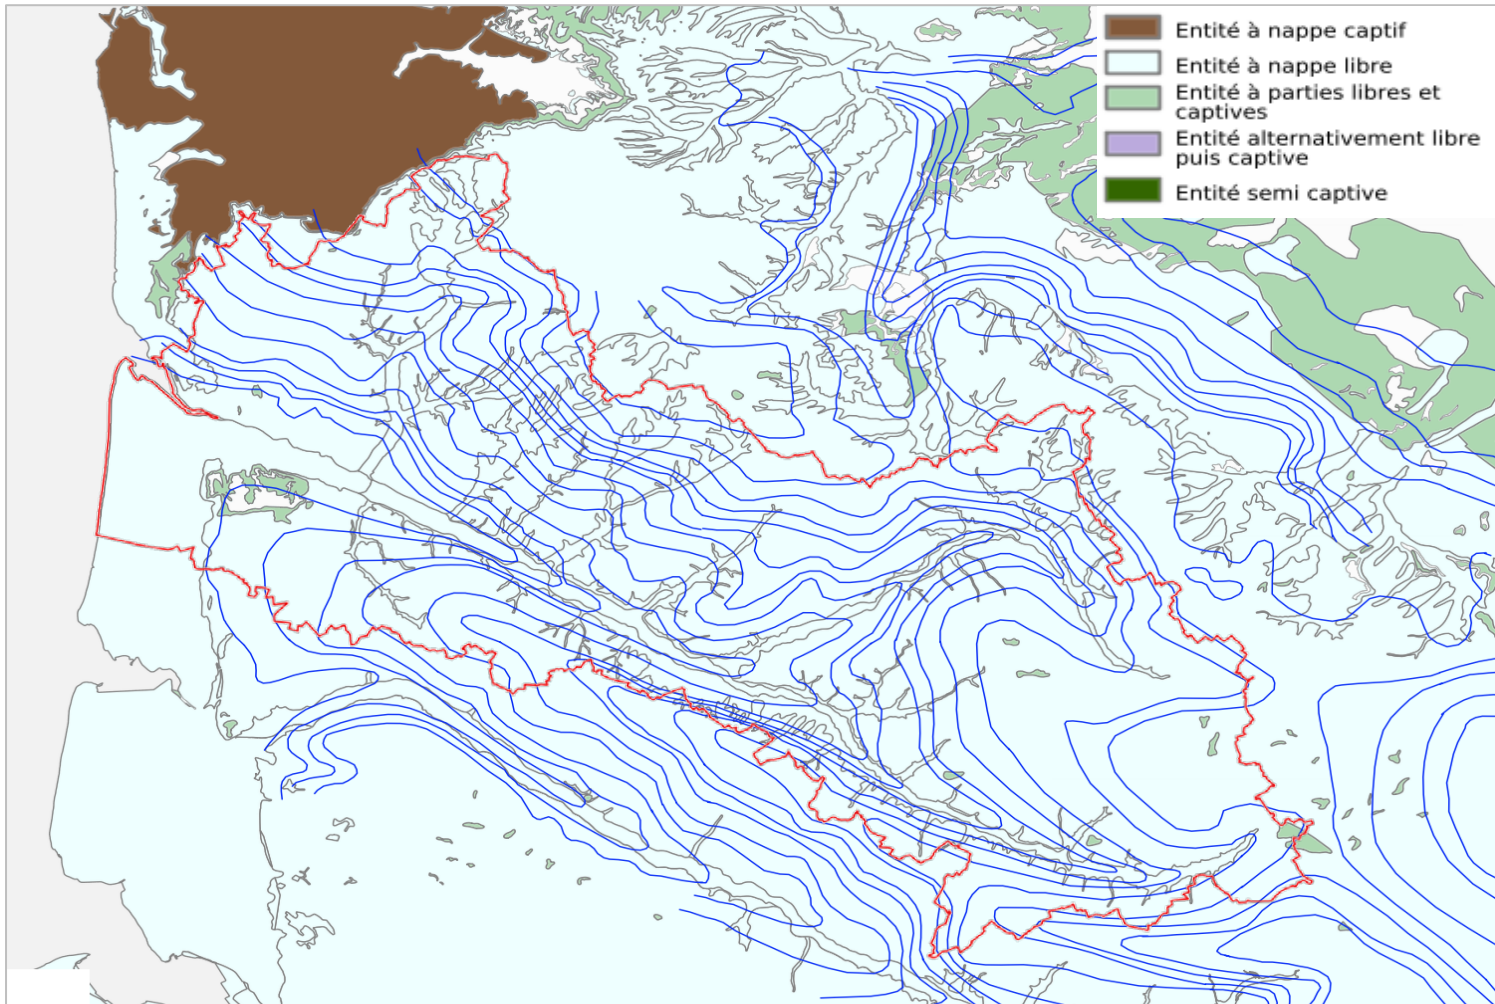 Entité à nappe captif
Entité à nappe libre
Entité à parties libres et
captives
Entité alternativement libre
puis captive
Entité semi captive